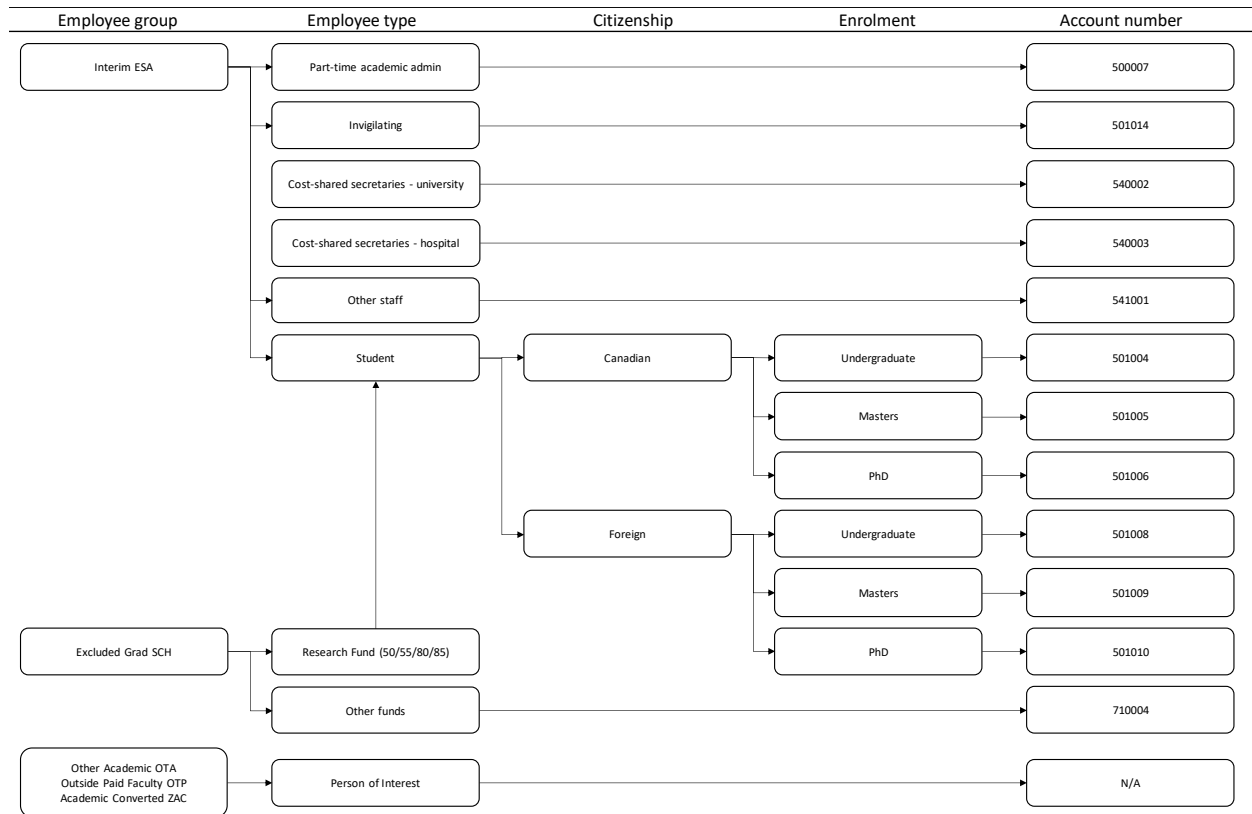 Employee group Employee type Citizenship Enrolment Account number
Interim ESA Part-time academic admin 500007
Invigilating 501014
Cost-shared secretaries - university 540002
Cost-shared secretaries - hospital 540003
Other staff 541001
Student Canadian Undergraduate 501004
Masters 501005
PhD 501006
Foreign Undergraduate 501008
Masters 501009
Excluded Grad SCH Research Fund (50/55/80/85) PhD 501010
Other funds 710004
Other Academic OTA
Outside Paid Faculty OTP Person of Interest N/A
Academic Converted ZAC